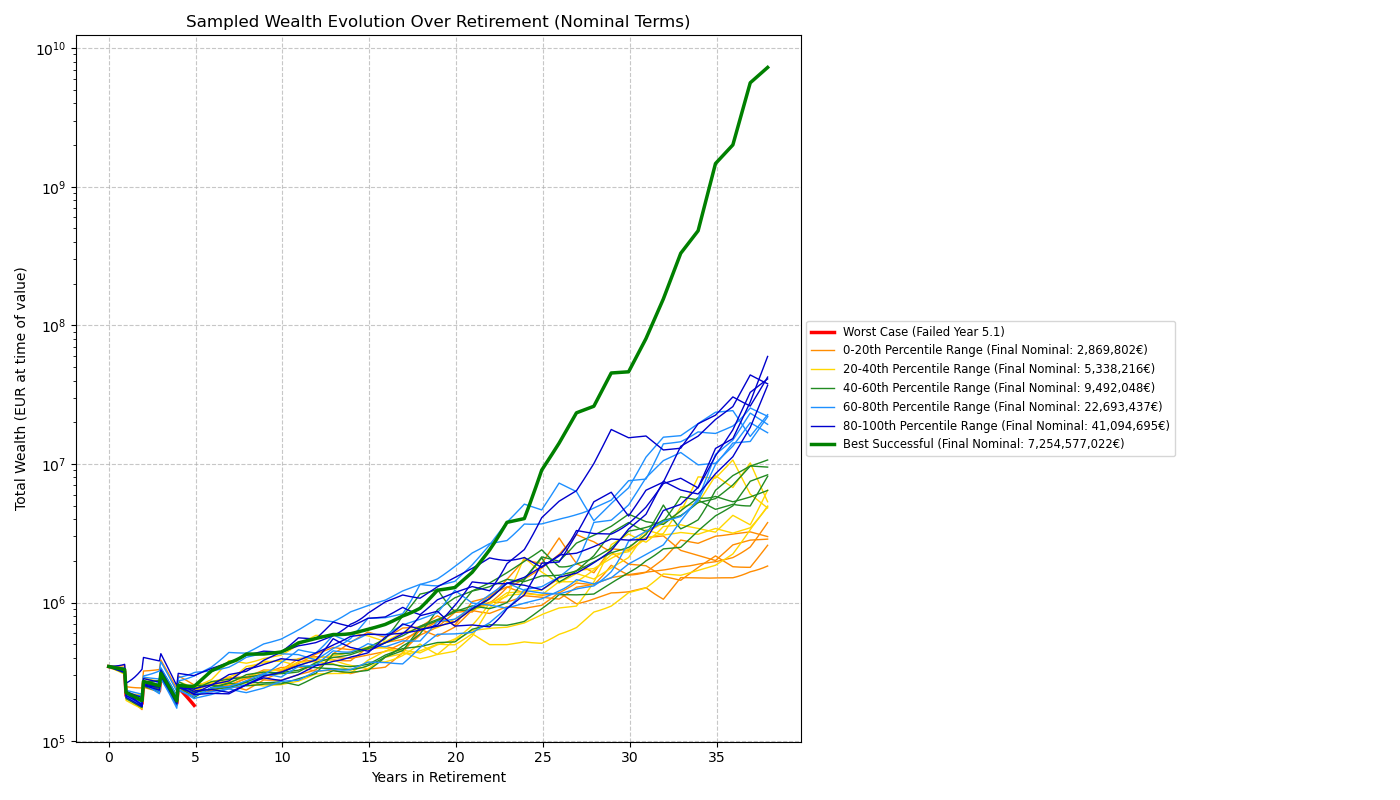 Sampled Wealth Evolution Over Retirement (Nominal Terms)
Total Wealth (EUR at time of value)
10^10
10^9
10^8
10^7
10^6
10^5
0 5 10 15 20 25 30 35
Years in Retirement
Worst Case (Failed Year 5.1)
0-20th Percentile Range (Final Nominal: 2,869,802€)
20-40th Percentile Range (Final Nominal: 5,338,216€)
40-60th Percentile Range (Final Nominal: 9,492,048€)
60-80th Percentile Range (Final Nominal: 22,693,437€)
80-100th Percentile Range (Final Nominal: 41,094,695€)
Best Successful (Final Nominal: 7,254,577,022€)